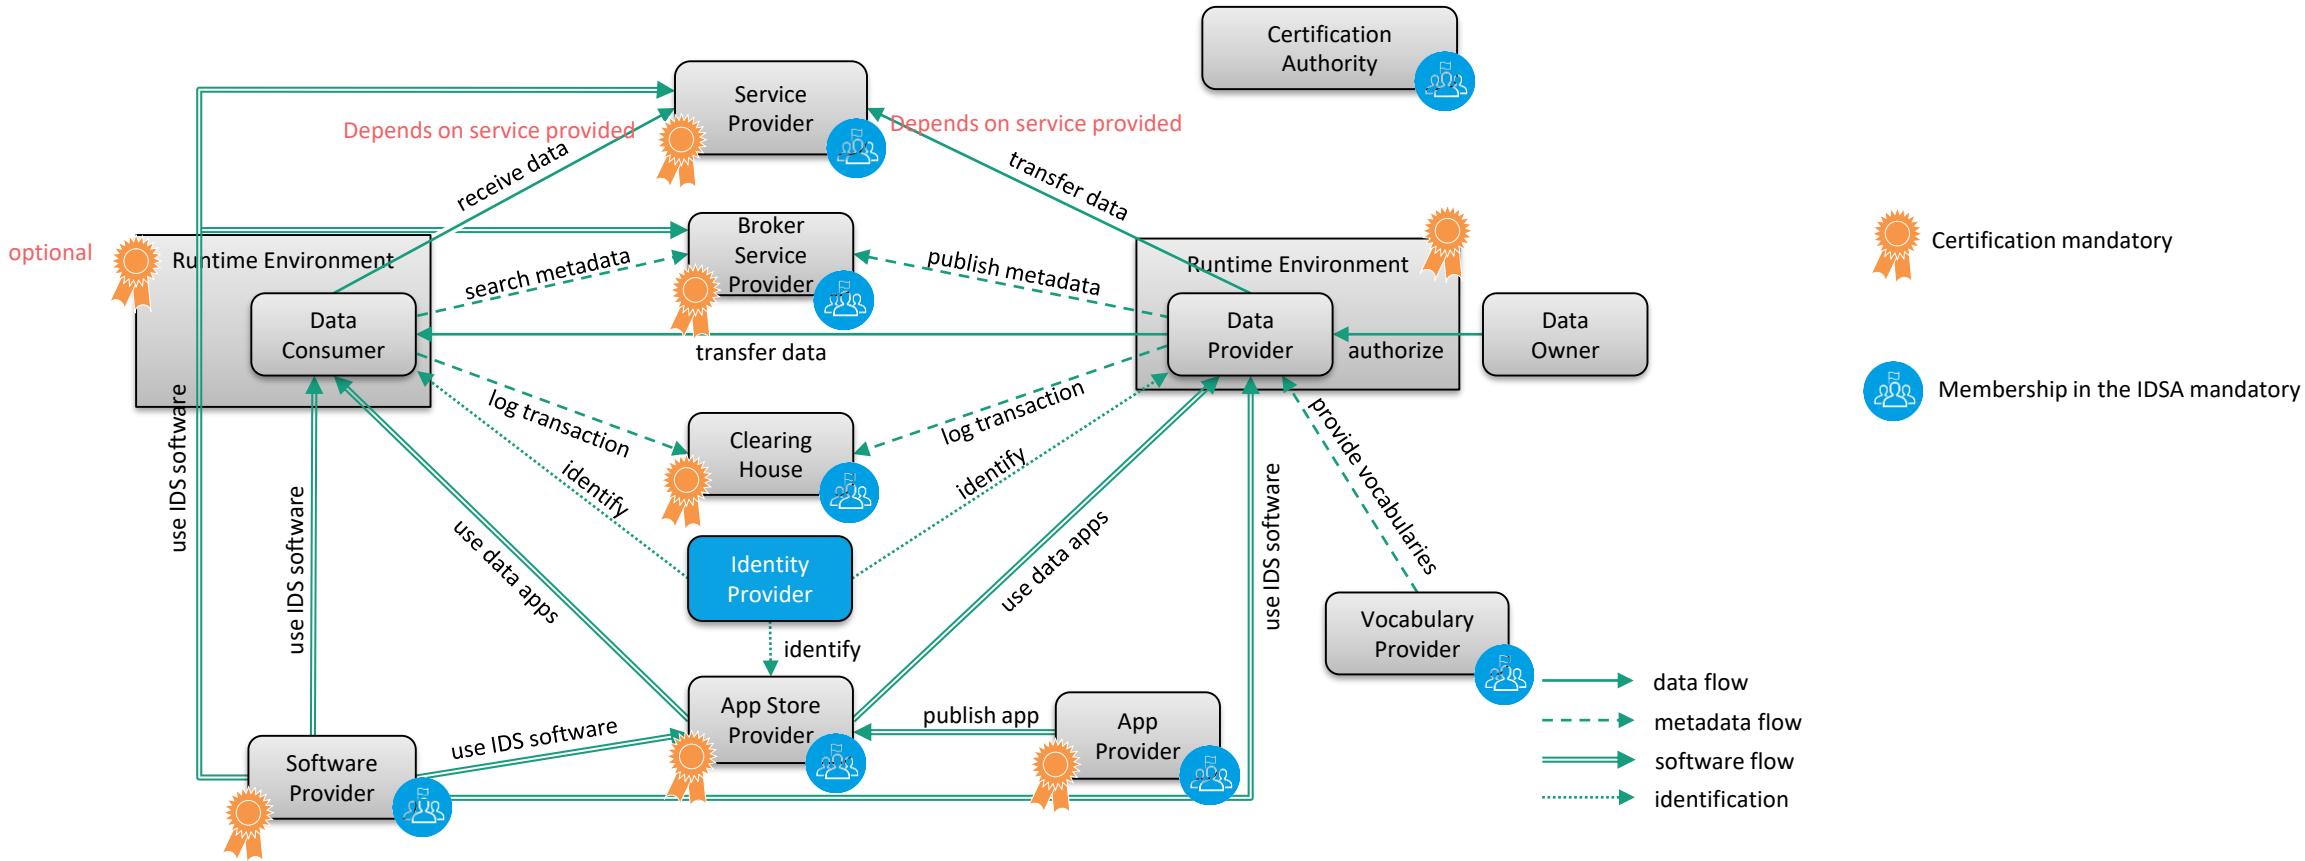 Certification
Authority
Service
Provider
Depends on service provided
Depends on service provided
receive data
transfer data
optional
Runtime Environment
Broker
Service
Provider
search metadata
publish metadata
Runtime Environment
Certification mandatory
Data
Consumer
transfer data
Data
Provider
authorize
Data
Owner
Membership in the IDSA mandatory
log transaction
Clearing
House
log transaction
provide vocabularies
identify
identify
use IDS software
use IDS software
use data apps
Identity
Provider
use data apps
use IDS software
identify
Vocabulary
Provider
App Store
Provider
publish app
App
Provider
use IDS software
Software
Provider
data flow
metadata flow
software flow
identification